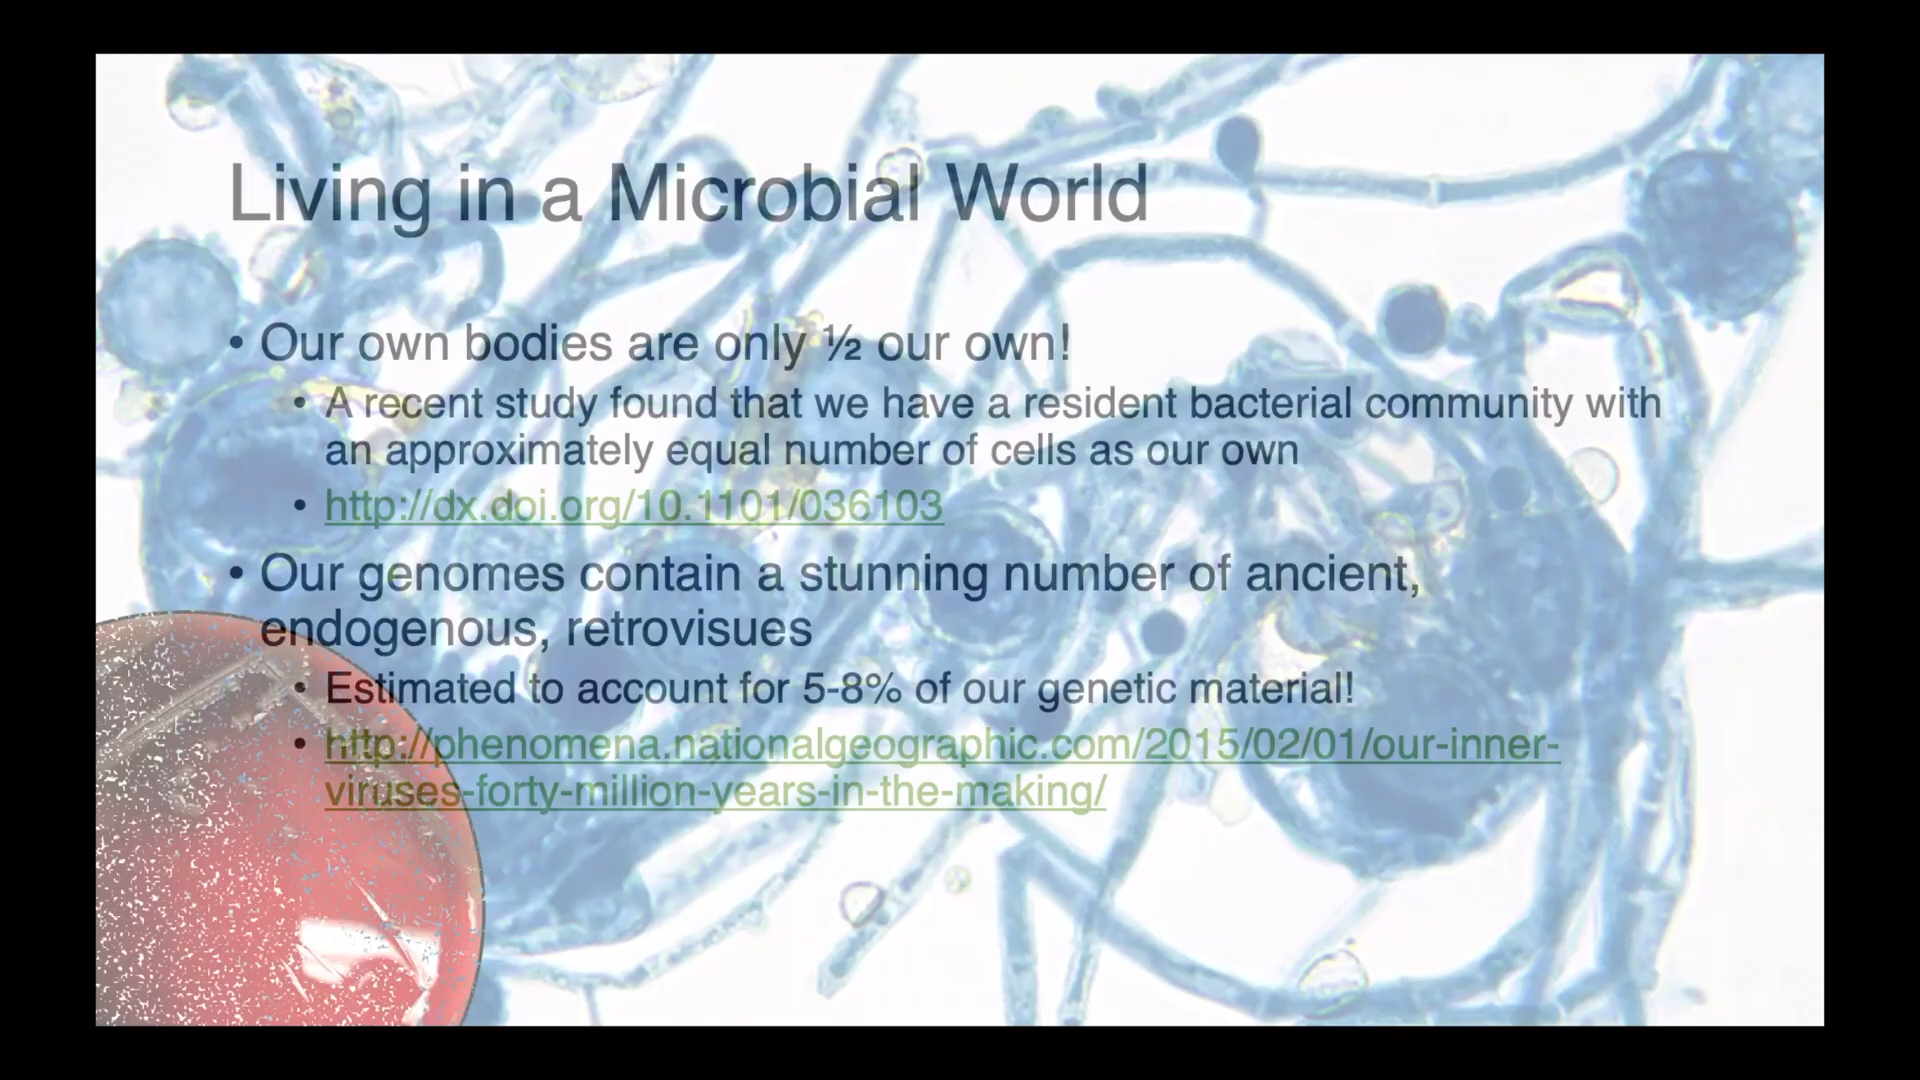 Living in a Microbial World
• Our own bodies are only ½ our own!
• A recent study found that we have a resident bacterial community with
an approximately equal number of cells as our own
• http://dx.doi.org/10.1101/036103
• Our genomes contain a stunning number of ancient,
endogenous, retrovisues
• Estimated to account for 5-8% of our genetic material!
• http://phenomena.nationalgeographic.com/2015/02/01/our-inner-
viruses-forty-million-years-in-the-making/